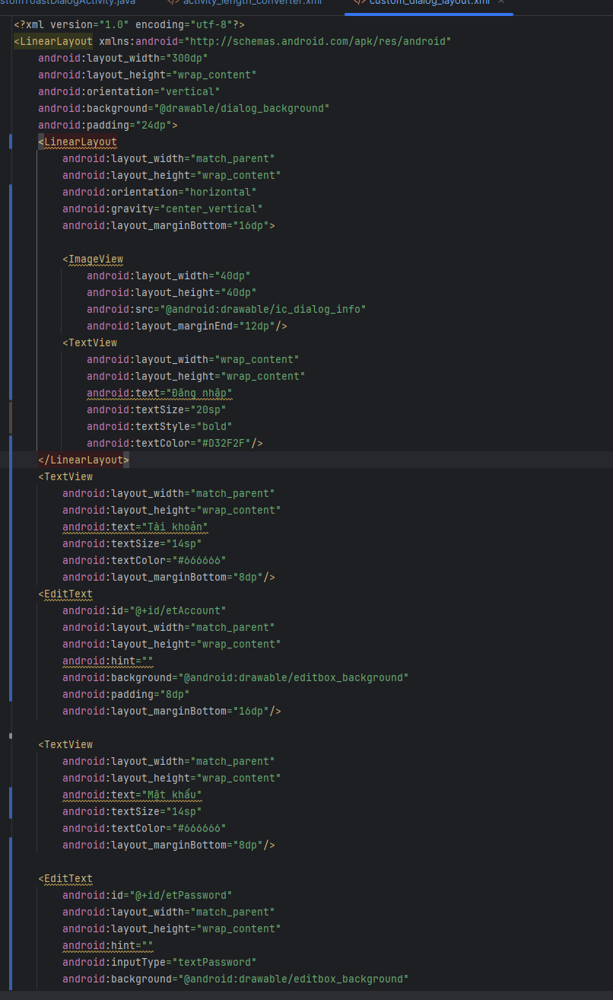 stomToastDialogActivity.java </> activity_length_converter.xml </> custom_dialog_layout.xml ×
<?xml version="1.0" encoding="utf-8"?>
<LinearLayout xmlns:android="http://schemas.android.com/apk/res/android"
    android:layout_width="300dp"
    android:layout_height="wrap_content"
    android:orientation="vertical"
    android:background="@drawable/dialog_background"
    android:padding="24dp">
    <LinearLayout
        android:layout_width="match_parent"
        android:layout_height="wrap_content"
        android:orientation="horizontal"
        android:gravity="center_vertical"
        android:layout_marginBottom="16dp">
        <ImageView
            android:layout_width="40dp"
            android:layout_height="40dp"
            android:src="@android:drawable/ic_dialog_info"
            android:layout_marginEnd="12dp"/>
        <TextView
            android:layout_width="wrap_content"
            android:layout_height="wrap_content"
            android:text="Đăng nhập"
            android:textSize="20sp"
            android:textStyle="bold"
            android:textColor="#D32F2F"/>
    </LinearLayout>
    <TextView
        android:layout_width="match_parent"
        android:layout_height="wrap_content"
        android:text="Tài khoản"
        android:textSize="14sp"
        android:textColor="#666666"
        android:layout_marginBottom="8dp"/>
    <EditText
        android:id="@+id/etAccount"
        android:layout_width="match_parent"
        android:layout_height="wrap_content"
        android:hint=""
        android:background="@android:drawable/editbox_background"
        android:padding="8dp"
        android:layout_marginBottom="16dp"/>
    <TextView
        android:layout_width="match_parent"
        android:layout_height="wrap_content"
        android:text="Mật khẩu"
        android:textSize="14sp"
        android:textColor="#666666"
        android:layout_marginBottom="8dp"/>
    <EditText
        android:id="@+id/etPassword"
        android:layout_width="match_parent"
        android:layout_height="wrap_content"
        android:hint=""
        android:inputType="textPassword"
        android:background="@android:drawable/editbox_background"